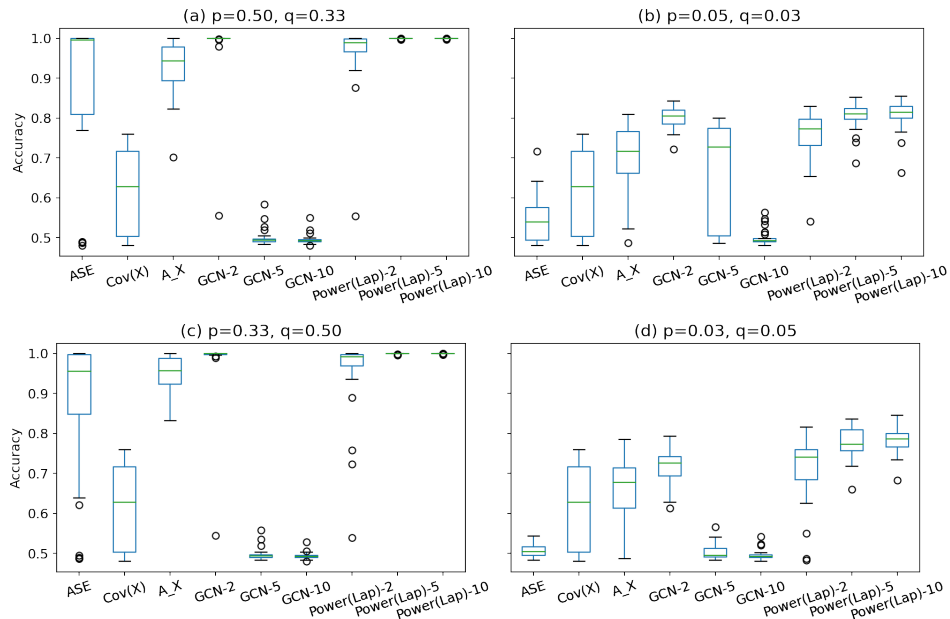 (a) p=0.50, q=0.33
(b) p=0.05, q=0.03
1.0
0.9
0.8
0.7
0.6
0.5
Accuracy
ASE
Cov(X)
A_X
GCN-2
GCN-5
GCN-10
Power(Lap)-2
Power(Lap)-5
Power(Lap)-10
ASE
Cov(X)
A_X
GCN-2
GCN-5
GCN-10
Power(Lap)-2
Power(Lap)-5
Power(Lap)-10
(c) p=0.33, q=0.50
(d) p=0.03, q=0.05
1.0
0.9
0.8
0.7
0.6
0.5
Accuracy
ASE
Cov(X)
A_X
GCN-2
GCN-5
GCN-10
Power(Lap)-2
Power(Lap)-5
Power(Lap)-10
ASE
Cov(X)
A_X
GCN-2
GCN-5
GCN-10
Power(Lap)-2
Power(Lap)-5
Power(Lap)-10